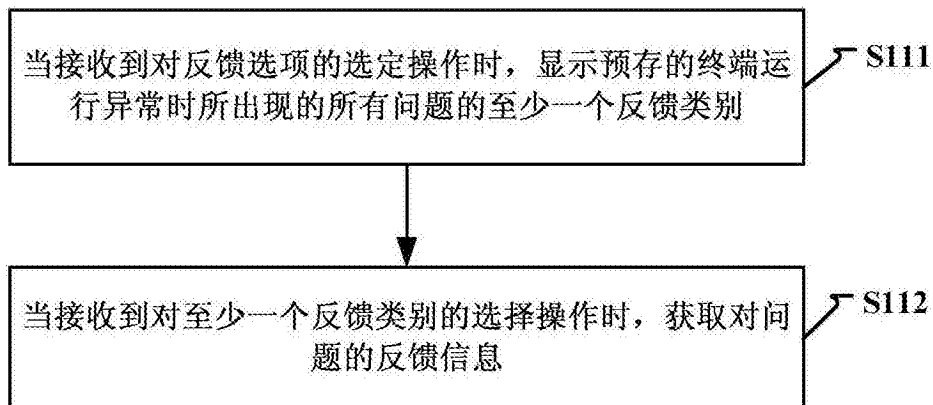 当接收到对反馈选项的选定操作时，显示预存的终端运
行异常时所出现的所有问题的至少一个反馈类别
S111
当接收到对至少一个反馈类别的选择操作时，获取对问
题的反馈信息
S112